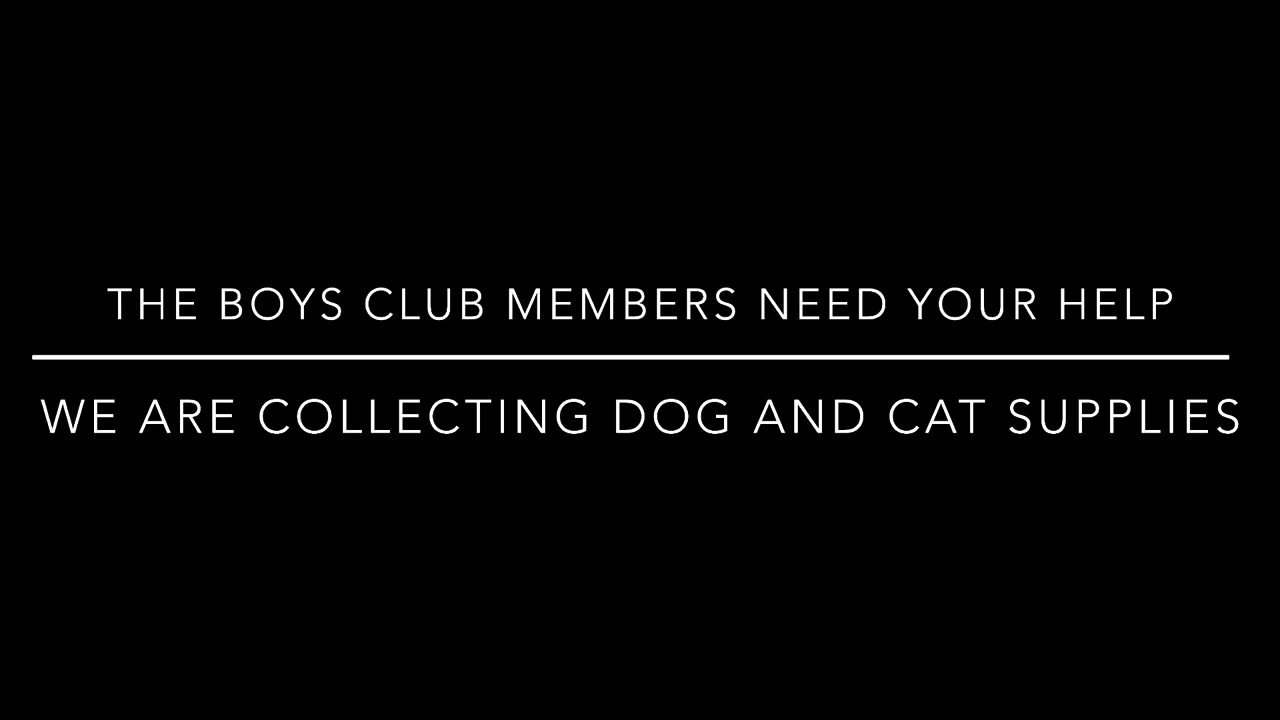 THE BOYS CLUB MEMBERS NEED YOUR HELP
WE ARE COLLECTING DOG AND CAT SUPPLIES